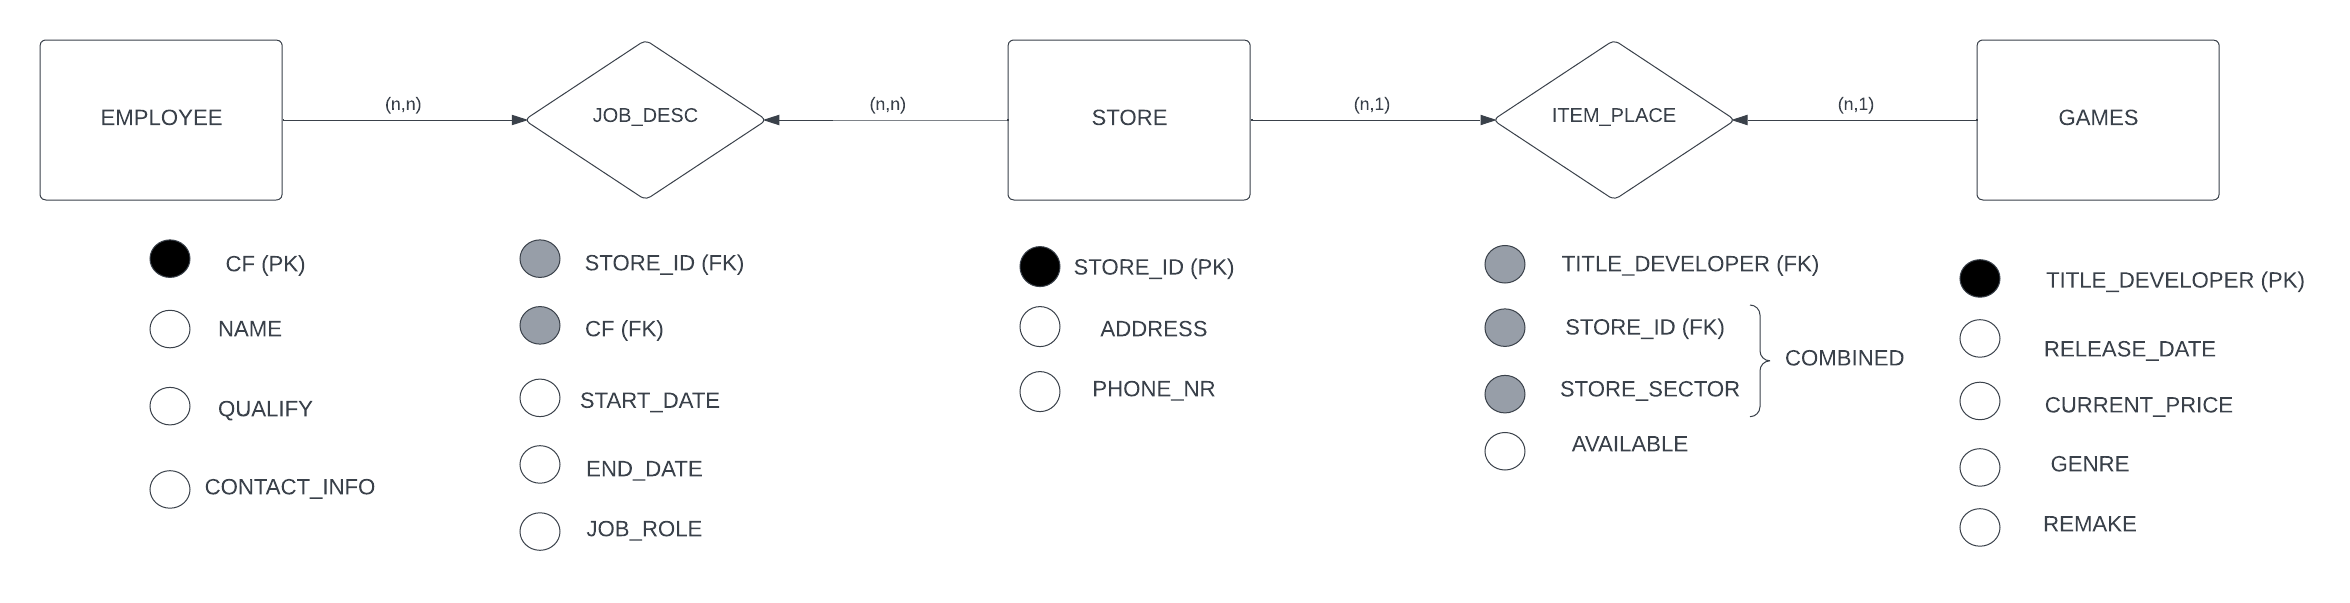 EMPLOYEE
(n,n)
JOB_DESC
(n,n)
STORE
(n,1)
ITEM_PLACE
(n,1)
GAMES
CF (PK)
NAME
QUALIFY
CONTACT_INFO
STORE_ID (FK)
CF (FK)
START_DATE
END_DATE
JOB_ROLE
STORE_ID (PK)
ADDRESS
PHONE_NR
TITLE_DEVELOPER (FK)
STORE_ID (FK)
STORE_SECTOR
COMBINED
AVAILABLE
TITLE_DEVELOPER (PK)
RELEASE_DATE
CURRENT_PRICE
GENRE
REMAKE